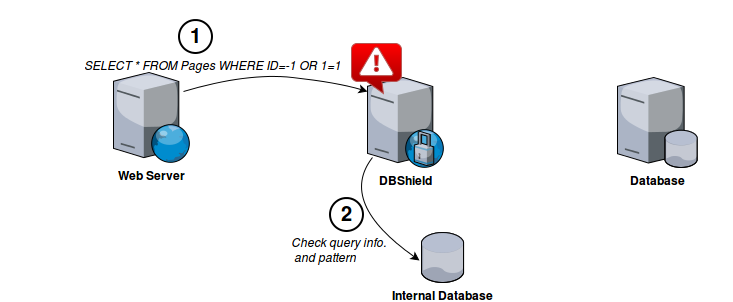 1
SELECT * FROM Pages WHERE ID=-1 OR 1=1
Web Server
DBShield
Database
2
Check query info.
and pattern
Internal Database